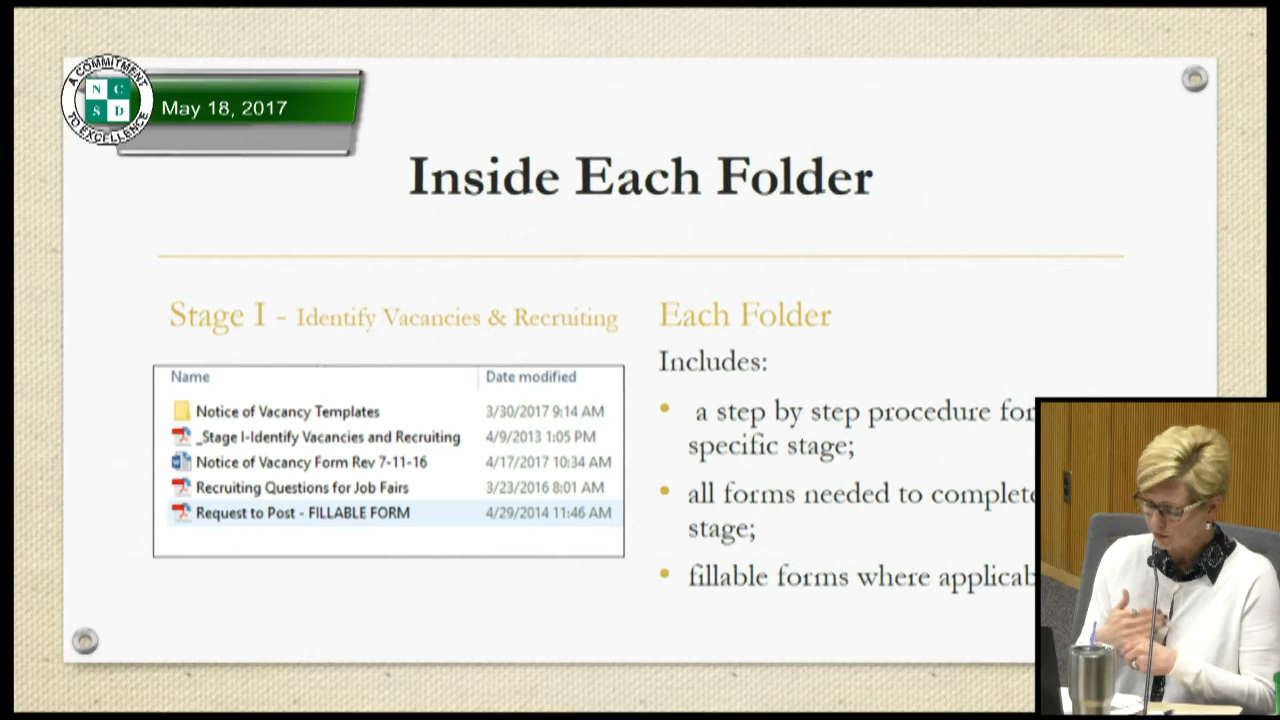 A COMMITMENT
N C
S D
TO EXCELLENCE
May 18, 2017
Inside Each Folder
Stage I - Identify Vacancies & Recruiting
Name Date modified
Notice of Vacancy Templates 3/30/2017 9:14 AM
_Stage I-Identify Vacancies and Recruiting 4/9/2013 1:05 PM
Notice of Vacancy Form Rev 7-11-16 4/17/2017 10:34 AM
Recruiting Questions for Job Fairs 3/23/2016 8:01 AM
Request to Post - FILLABLE FORM 4/29/2014 11:46 AM
Each Folder
Includes:
• a step by step procedure for
specific stage;
• all forms needed to complete
stage;
• fillable forms where applicab